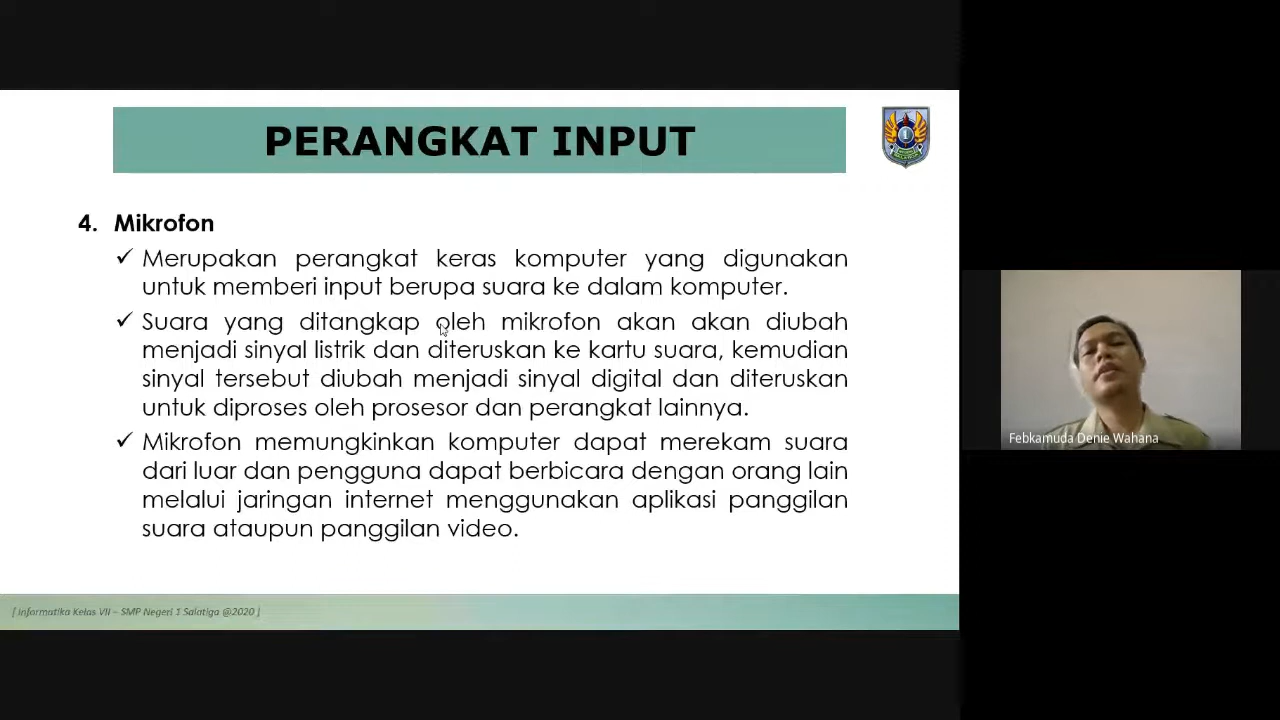 PERANGKAT INPUT
4. Mikrofon
✓ Merupakan perangkat keras komputer yang digunakan
untuk memberi input berupa suara ke dalam komputer.
✓ Suara yang ditangkap oleh mikrofon akan akan diubah
menjadi sinyal listrik dan diteruskan ke kartu suara, kemudian
sinyal tersebut diubah menjadi sinyal digital dan diteruskan
untuk diproses oleh prosesor dan perangkat lainnya.
✓ Mikrofon memungkinkan komputer dapat merekam suara
dari luar dan pengguna dapat berbicara dengan orang lain
melalui jaringan internet menggunakan aplikasi panggilan
suara ataupun panggilan video.
[ Informatika Kelas VII – SMP Negeri 1 Salatiga @2020 ]
Febkamuda Denie Wahana